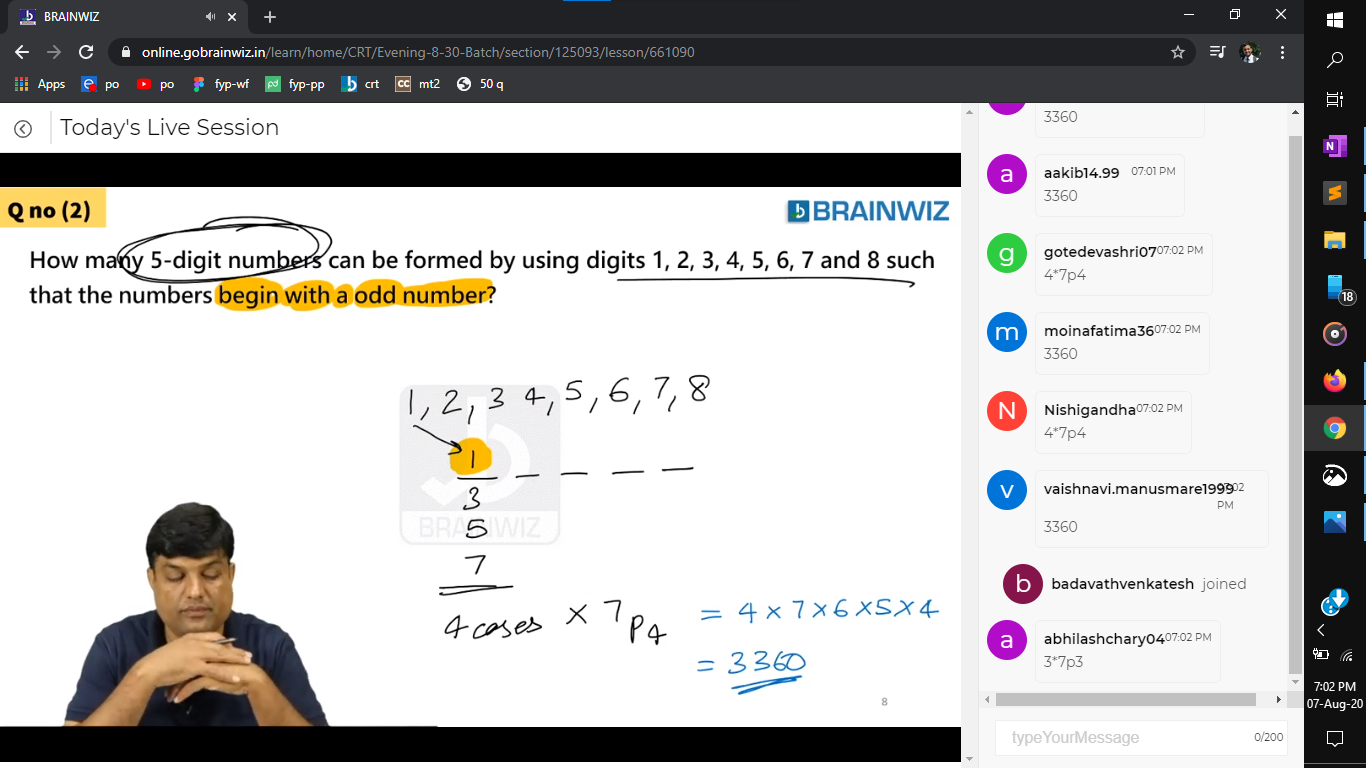 BRAINWIZ
online.gobrainwiz.in/learn/home/CRT/Evening-8-30-Batch/section/125093/lesson/661090
Apps po po fyp-wf fyp-pp crt mt2 50 q
Today's Live Session
Q no (2)
BRAINWIZ
How many 5-digit numbers can be formed by using digits 1, 2, 3, 4, 5, 6, 7 and 8 such
that the numbers begin with a odd number?
1, 2, 3 4, 5, 6, 7, 8
1 _ _ _ _
3
BRAINWIZ
5
7
4 cases × 7P4 = 4 × 7 × 6 × 5 × 4
= 3360
8
a
3360
a
aakib14.99 07:01 PM
3360
g
gotedevashri07 07:02 PM
4*7p4
m
moinafatima36 07:02 PM
3360
N
Nishigandha 07:02 PM
4*7p4
v
vaishnavi.manusmare1999 07:02
PM
3360
b
badavathvenkatesh joined
a
abhilashchary04 07:02 PM
3*7p3
typeYourMessage 0/200
18
7:02 PM
07-Aug-20